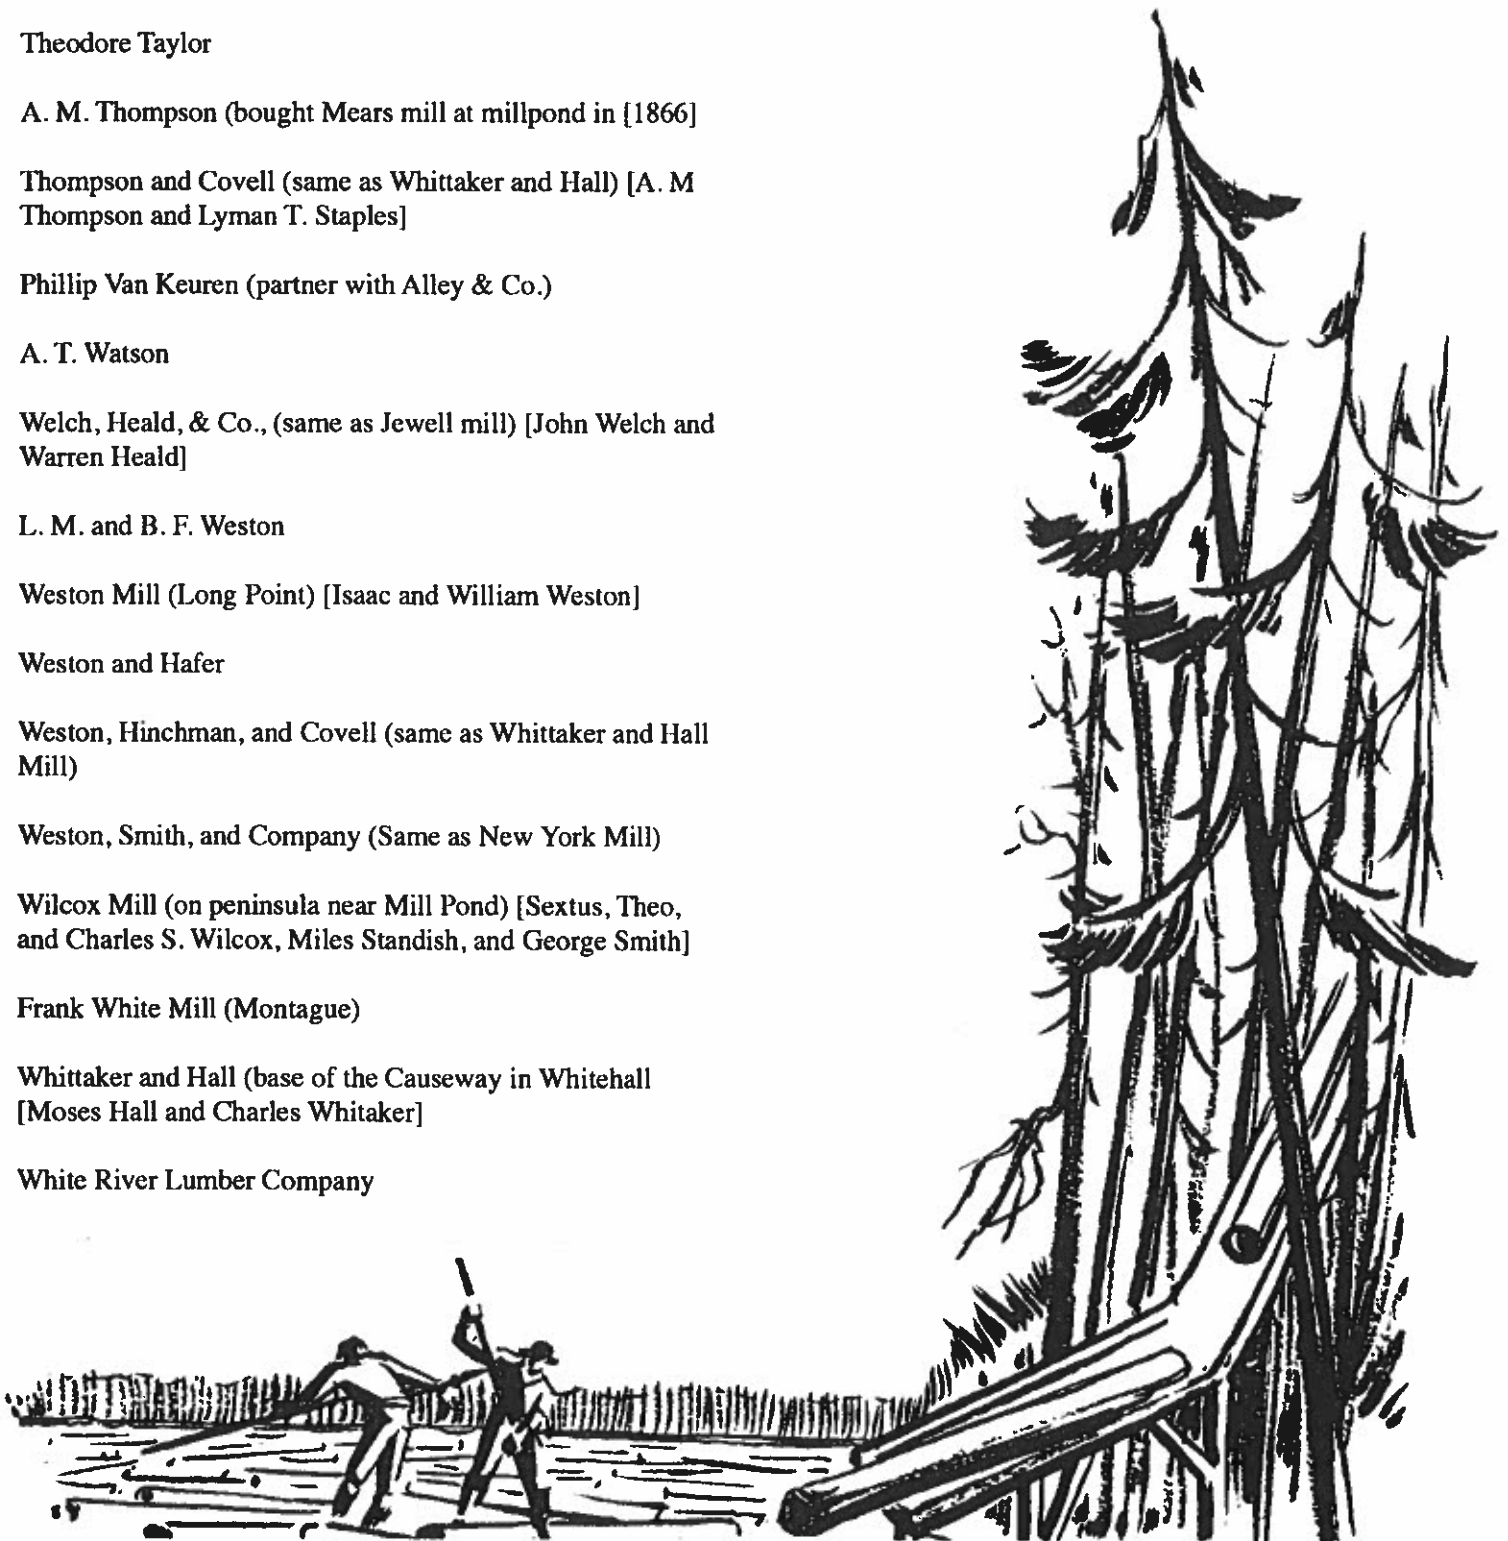 Theodore Taylor
A. M. Thompson (bought Mears mill at millpond in [1866]
Thompson and Covell (same as Whittaker and Hall) [A. M
Thompson and Lyman T. Staples]
Phillip Van Keuren (partner with Alley & Co.)
A. T. Watson
Welch, Heald, & Co., (same as Jewell mill) [John Welch and
Warren Heald]
L. M. and B. F. Weston
Weston Mill (Long Point) [Isaac and William Weston]
Weston and Hafer
Weston, Hinchman, and Covell (same as Whittaker and Hall
Mill)
Weston, Smith, and Company (Same as New York Mill)
Wilcox Mill (on peninsula near Mill Pond) [Sextus, Theo,
and Charles S. Wilcox, Miles Standish, and George Smith]
Frank White Mill (Montague)
Whittaker and Hall (base of the Causeway in Whitehall
[Moses Hall and Charles Whitaker]
White River Lumber Company